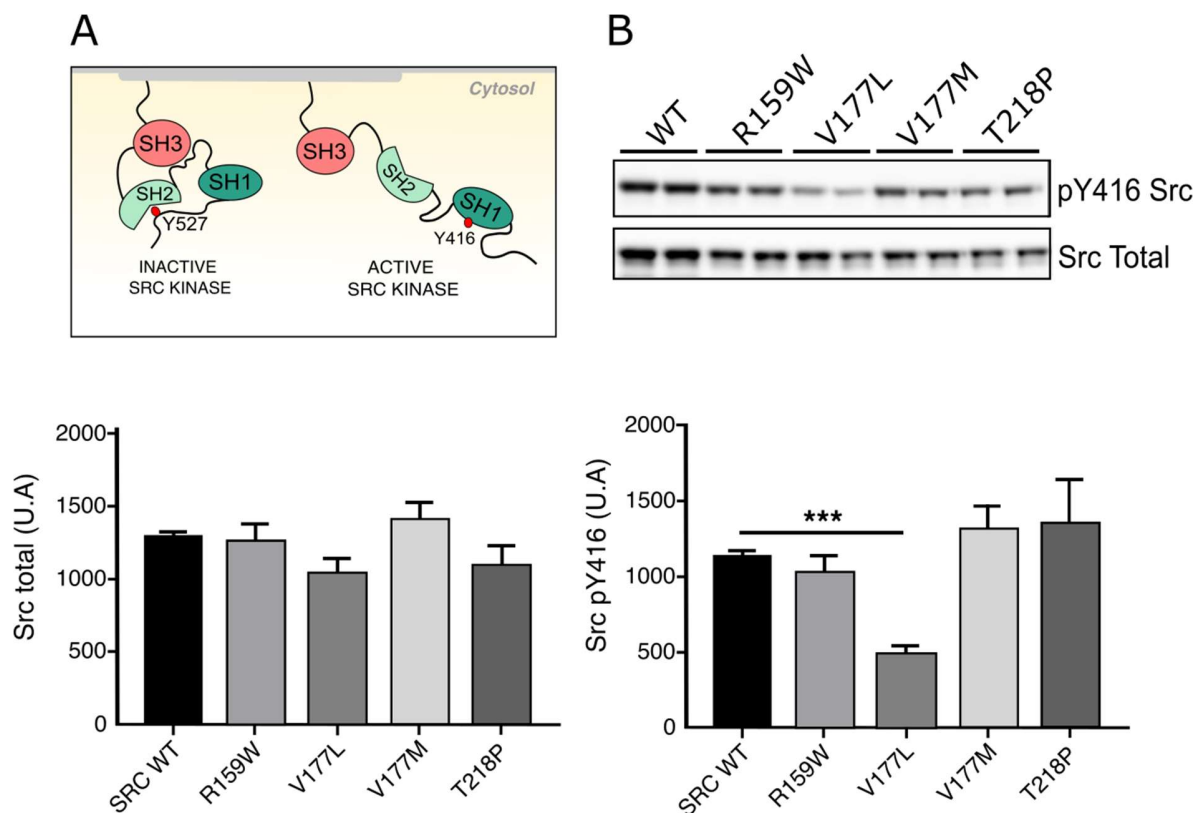 A
Cytosol
SH3
SH2
SH1
Y527
INACTIVE
SRC KINASE
SH3
SH2
SH1
Y416
ACTIVE
SRC KINASE
B
WT
R159W
V177L
V177M
T218P
pY416 Src
Src Total
Src total (U.A)
2000
1500
1000
500
0
SRC WT
R159W
V177L
V177M
T218P
Src pY416 (U.A)
2000
1500
1000
500
0
***
SRC WT
R159W
V177L
V177M
T218P